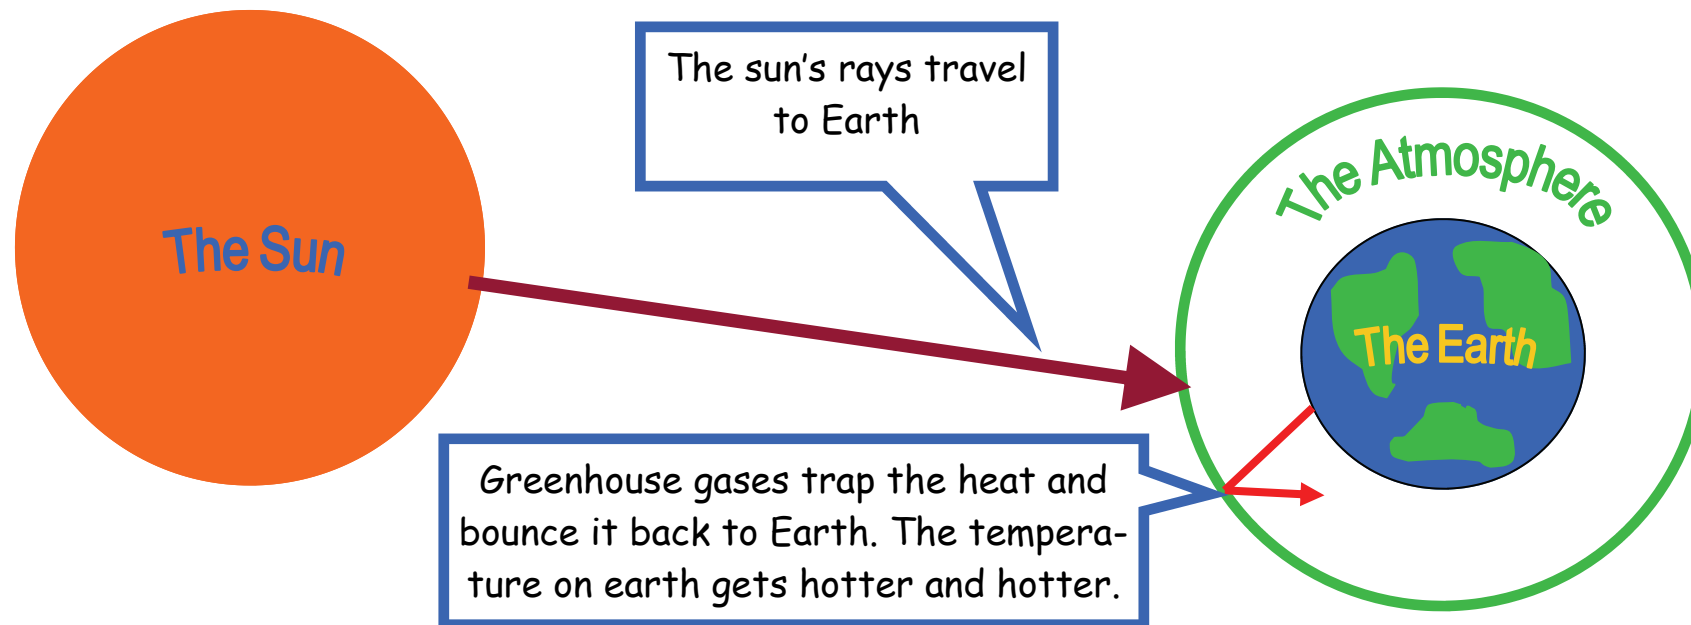 The Sun
The sun's rays travel
to Earth
The Atmosphere
The Earth
Greenhouse gases trap the heat and
bounce it back to Earth. The tempera-
ture on earth gets hotter and hotter.